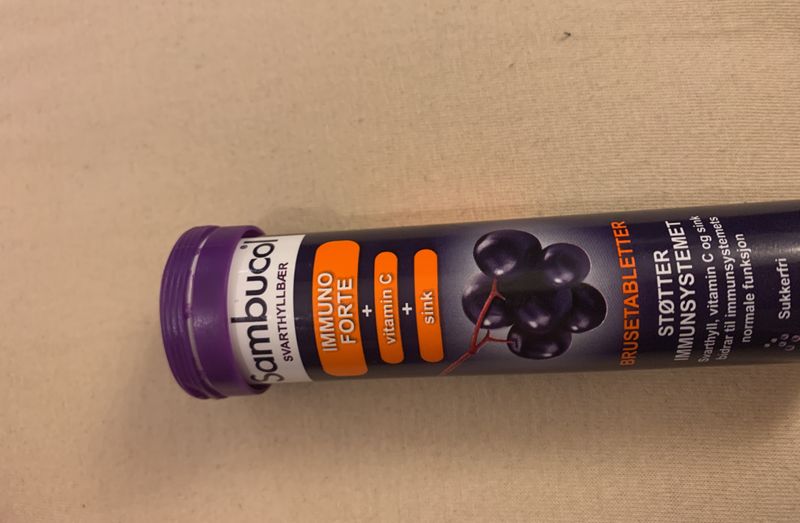 Sambucol
SVARTHYLLBÆR
IMMUNO
FORTE
+
vitamin C
+
sink
BRUSETABLETTER
STØTTER
IMMUNSYSTEMET
Svarthyll, vitamin C og sink
bidrar til immunsystemets
normale funksjon
Sukkerfri